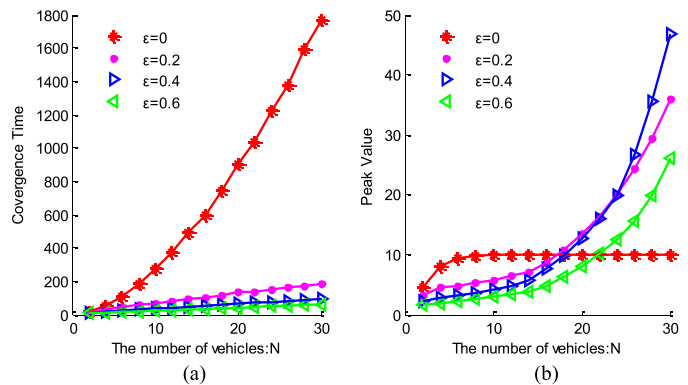 1800
1600
1400
1200
1000
800
600
400
200
0
0
10
20
30
Covergence Time
The number of vehicles:N
ε=0
ε=0.2
ε=0.4
ε=0.6
(a)
50
40
30
20
10
0
0
10
20
30
Peak Value
The number of vehicles:N
ε=0
ε=0.2
ε=0.4
ε=0.6
(b)